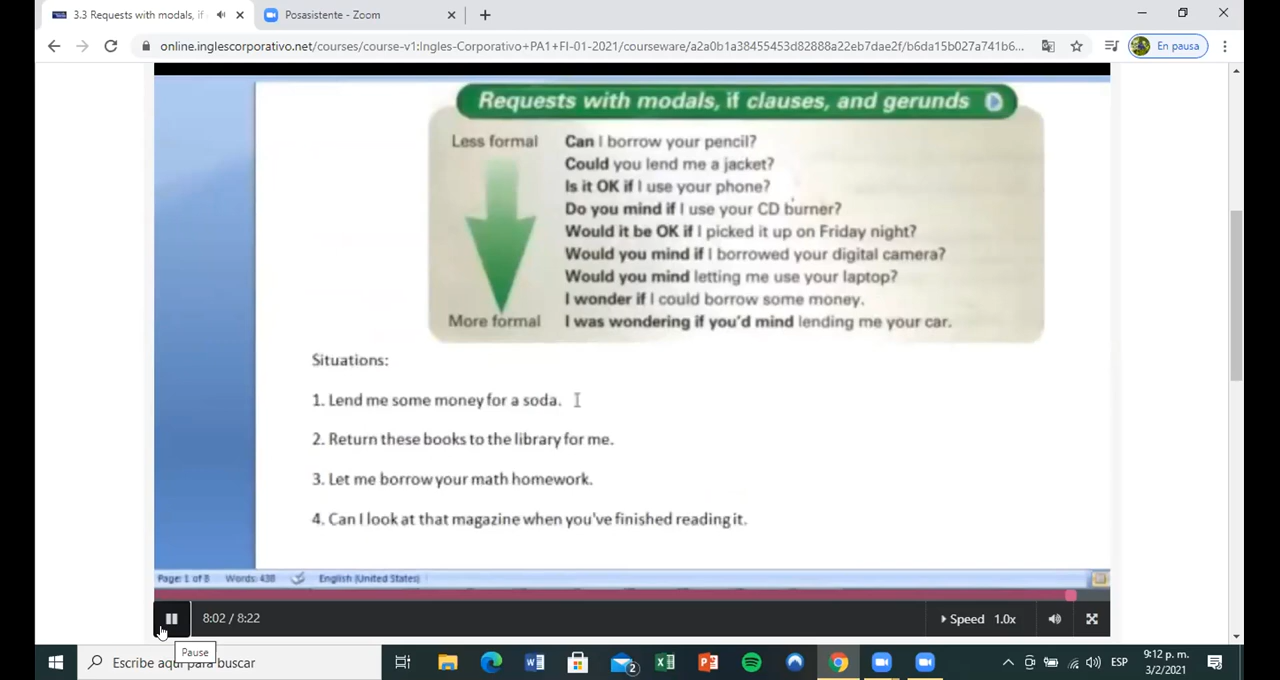 3.3 Requests with modals, if
Posasistente - Zoom
online.inglescorporativo.net/courses/course-v1:Ingles-Corporativo+PA1+FI-01-2021/courseware/a2a0b1a38455453d82888a22eb7dae2f/b6da15b027a741b6...
En pausa
Requests with modals, if clauses, and gerunds
Less formal
Can I borrow your pencil?
Could you lend me a jacket?
Is it OK if I use your phone?
Do you mind if I use your CD burner?
Would it be OK if I picked it up on Friday night?
Would you mind if I borrowed your digital camera?
Would you mind letting me use your laptop?
I wonder if I could borrow some money.
More formal
I was wondering if you'd mind lending me your car.
Situations:
1. Lend me some money for a soda.
2. Return these books to the library for me.
3. Let me borrow your math homework.
4. Can I look at that magazine when you've finished reading it.
Page: 1 of 8 Words: 438 English (United States)
8:02 / 8:22
Speed 1.0x
Pause
Escribe aquí para buscar
2
ESP
9:12 p. m.
3/2/2021